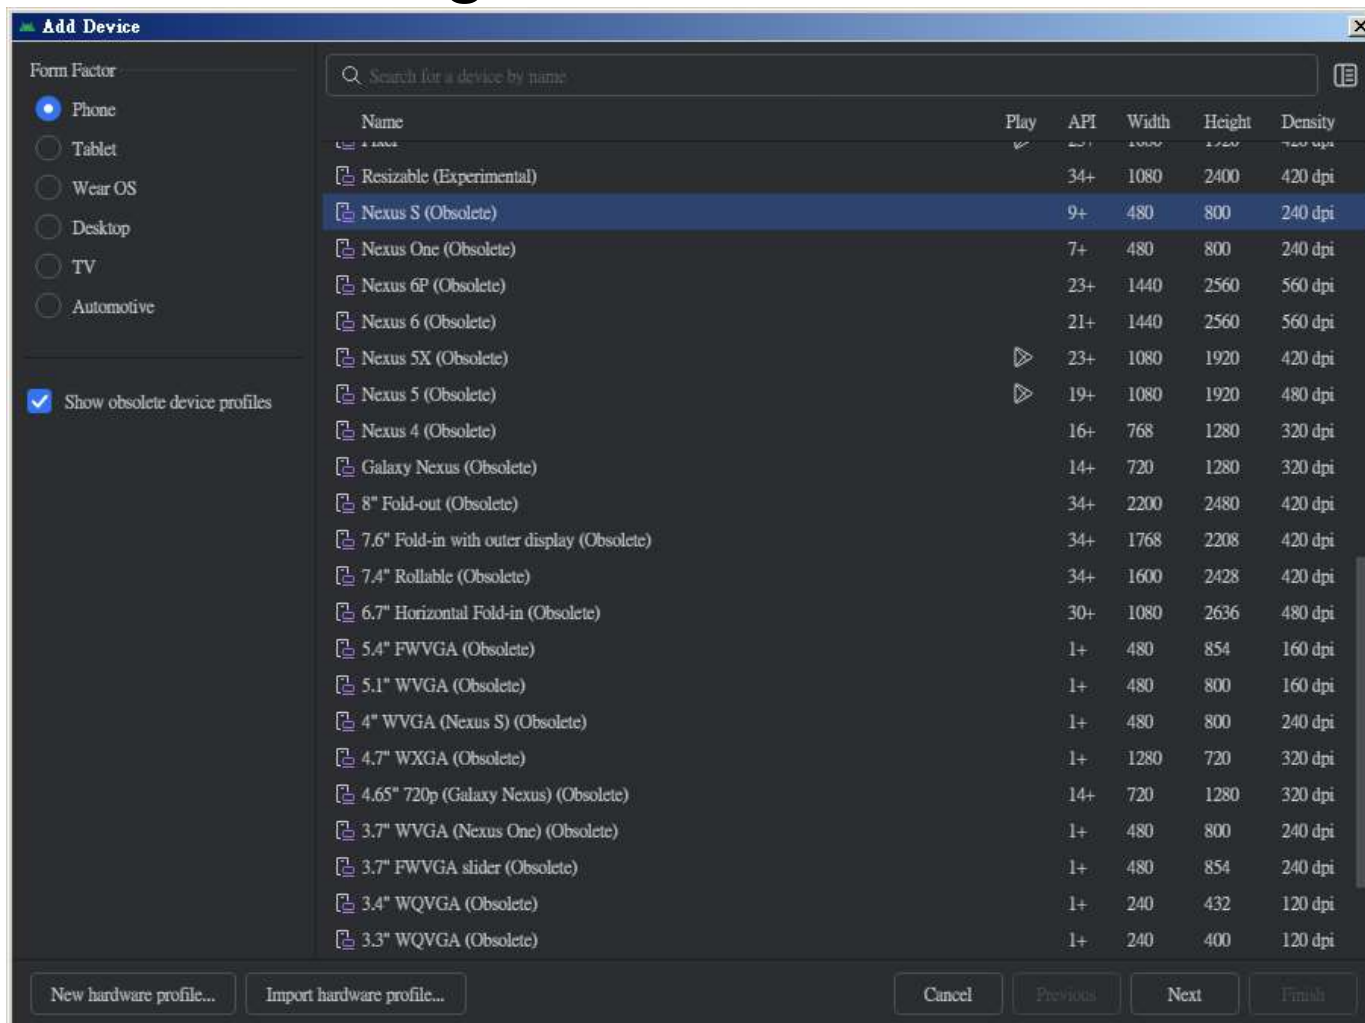 Add Device
Form Factor
Phone
Tablet
Wear OS
Desktop
TV
Automotive
Show obsolete device profiles
Search for a device by name
Name Play API Width Height Density
Resizable (Experimental) 34+ 1080 2400 420 dpi
Nexus S (Obsolete) 9+ 480 800 240 dpi
Nexus One (Obsolete) 7+ 480 800 240 dpi
Nexus 6P (Obsolete) 23+ 1440 2560 560 dpi
Nexus 6 (Obsolete) 21+ 1440 2560 560 dpi
Nexus 5X (Obsolete) 23+ 1080 1920 420 dpi
Nexus 5 (Obsolete) 19+ 1080 1920 480 dpi
Nexus 4 (Obsolete) 16+ 768 1280 320 dpi
Galaxy Nexus (Obsolete) 14+ 720 1280 320 dpi
8" Fold-out (Obsolete) 34+ 2200 2480 420 dpi
7.6" Fold-in with outer display (Obsolete) 34+ 1768 2208 420 dpi
7.4" Rollable (Obsolete) 34+ 1600 2428 420 dpi
6.7" Horizontal Fold-in (Obsolete) 30+ 1080 2636 480 dpi
5.4" FWVGA (Obsolete) 1+ 480 854 160 dpi
5.1" WVGA (Obsolete) 1+ 480 800 160 dpi
4" WVGA (Nexus S) (Obsolete) 1+ 480 800 240 dpi
4.7" WXGA (Obsolete) 1+ 1280 720 320 dpi
4.65" 720p (Galaxy Nexus) (Obsolete) 14+ 720 1280 320 dpi
3.7" WVGA (Nexus One) (Obsolete) 1+ 480 800 240 dpi
3.7" FWVGA slider (Obsolete) 1+ 480 854 240 dpi
3.4" WQVGA (Obsolete) 1+ 240 432 120 dpi
3.3" WQVGA (Obsolete) 1+ 240 400 120 dpi
New hardware profile... Import hardware profile... Cancel Previous Next Finish